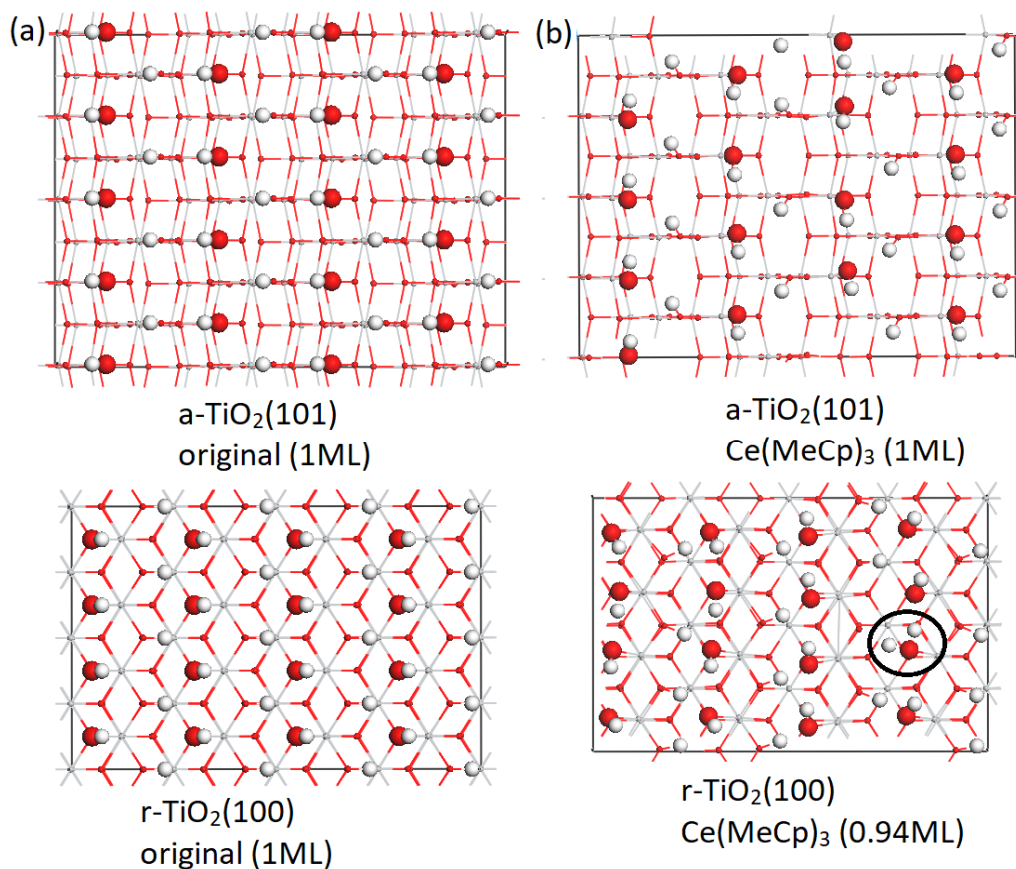 (a)
(b)
a-TiO₂(101)
original (1ML)
a-TiO₂(101)
Ce(MeCp)₃ (1ML)
r-TiO₂(100)
original (1ML)
r-TiO₂(100)
Ce(MeCp)₃ (0.94ML)